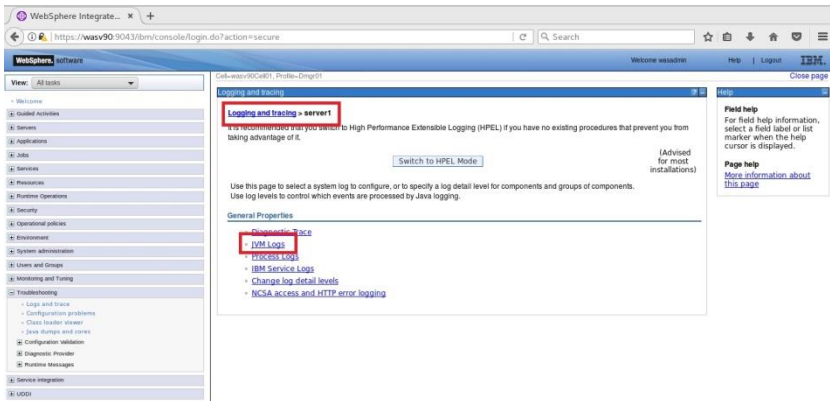 WebSphere Integrate... × +
https://wasv90:9043/ibm/console/login.do?action=secure
Search
WebSphere. software
Welcome wasadmin
Help | Logout
IBM.
View: All tasks
Cell=wasv90Cell01, Profile=Dmgr01
Close page
Welcome
Guided Activities
Servers
Applications
Jobs
Services
Resources
Runtime Operations
Security
Operational policies
Environment
System administration
Users and Groups
Monitoring and Tuning
Troubleshooting
Logs and trace
Configuration problems
Class loader viewer
Java dumps and cores
Configuration Validation
Diagnostic Provider
Runtime Messages
Service integration
UDDI
Logging and tracing
? -
Logging and tracing > server1
It is recommended that you switch to High Performance Extensible Logging (HPEL) if you have no existing procedures that prevent you from
taking advantage of it.
Switch to HPEL Mode
(Advised
for most
installations)
Use this page to select a system log to configure, or to specify a log detail level for components and groups of components.
Use log levels to control which events are processed by Java logging.
General Properties
Diagnostic Trace
JVM Logs
Process Logs
IBM Service Logs
Change log detail levels
NCSA access and HTTP error logging
Help
Field help
For field help information,
select a field label or list
marker when the help
cursor is displayed.
Page help
More information about
this page